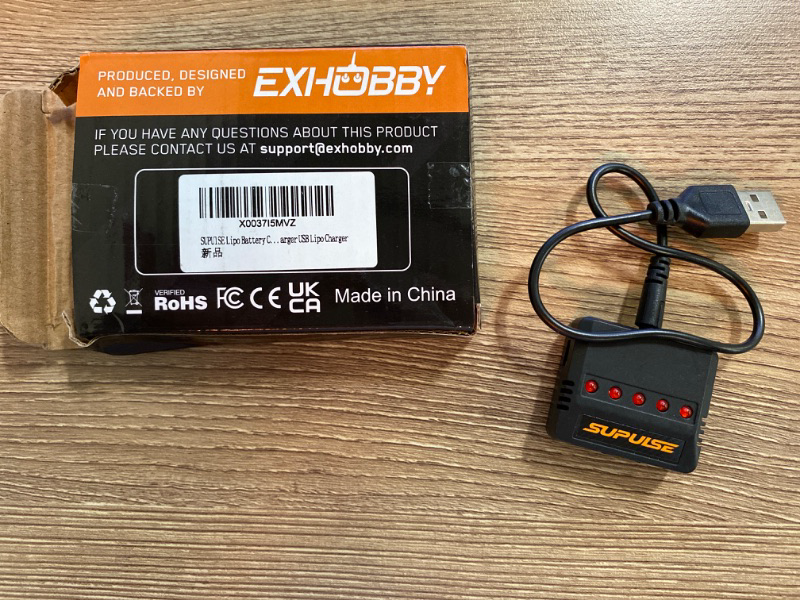 PRODUCED, DESIGNED
AND BACKED BY
EXHOBBY
IF YOU HAVE ANY QUESTIONS ABOUT THIS PRODUCT
PLEASE CONTACT US AT support@exhobby.com
X0037I5MVZ
SUPULSE Lipo Battery C... arger USB Lipo Charger
新品
VERIFIED
RoHS
FC CE UK
CA
Made in China
SUPULSE